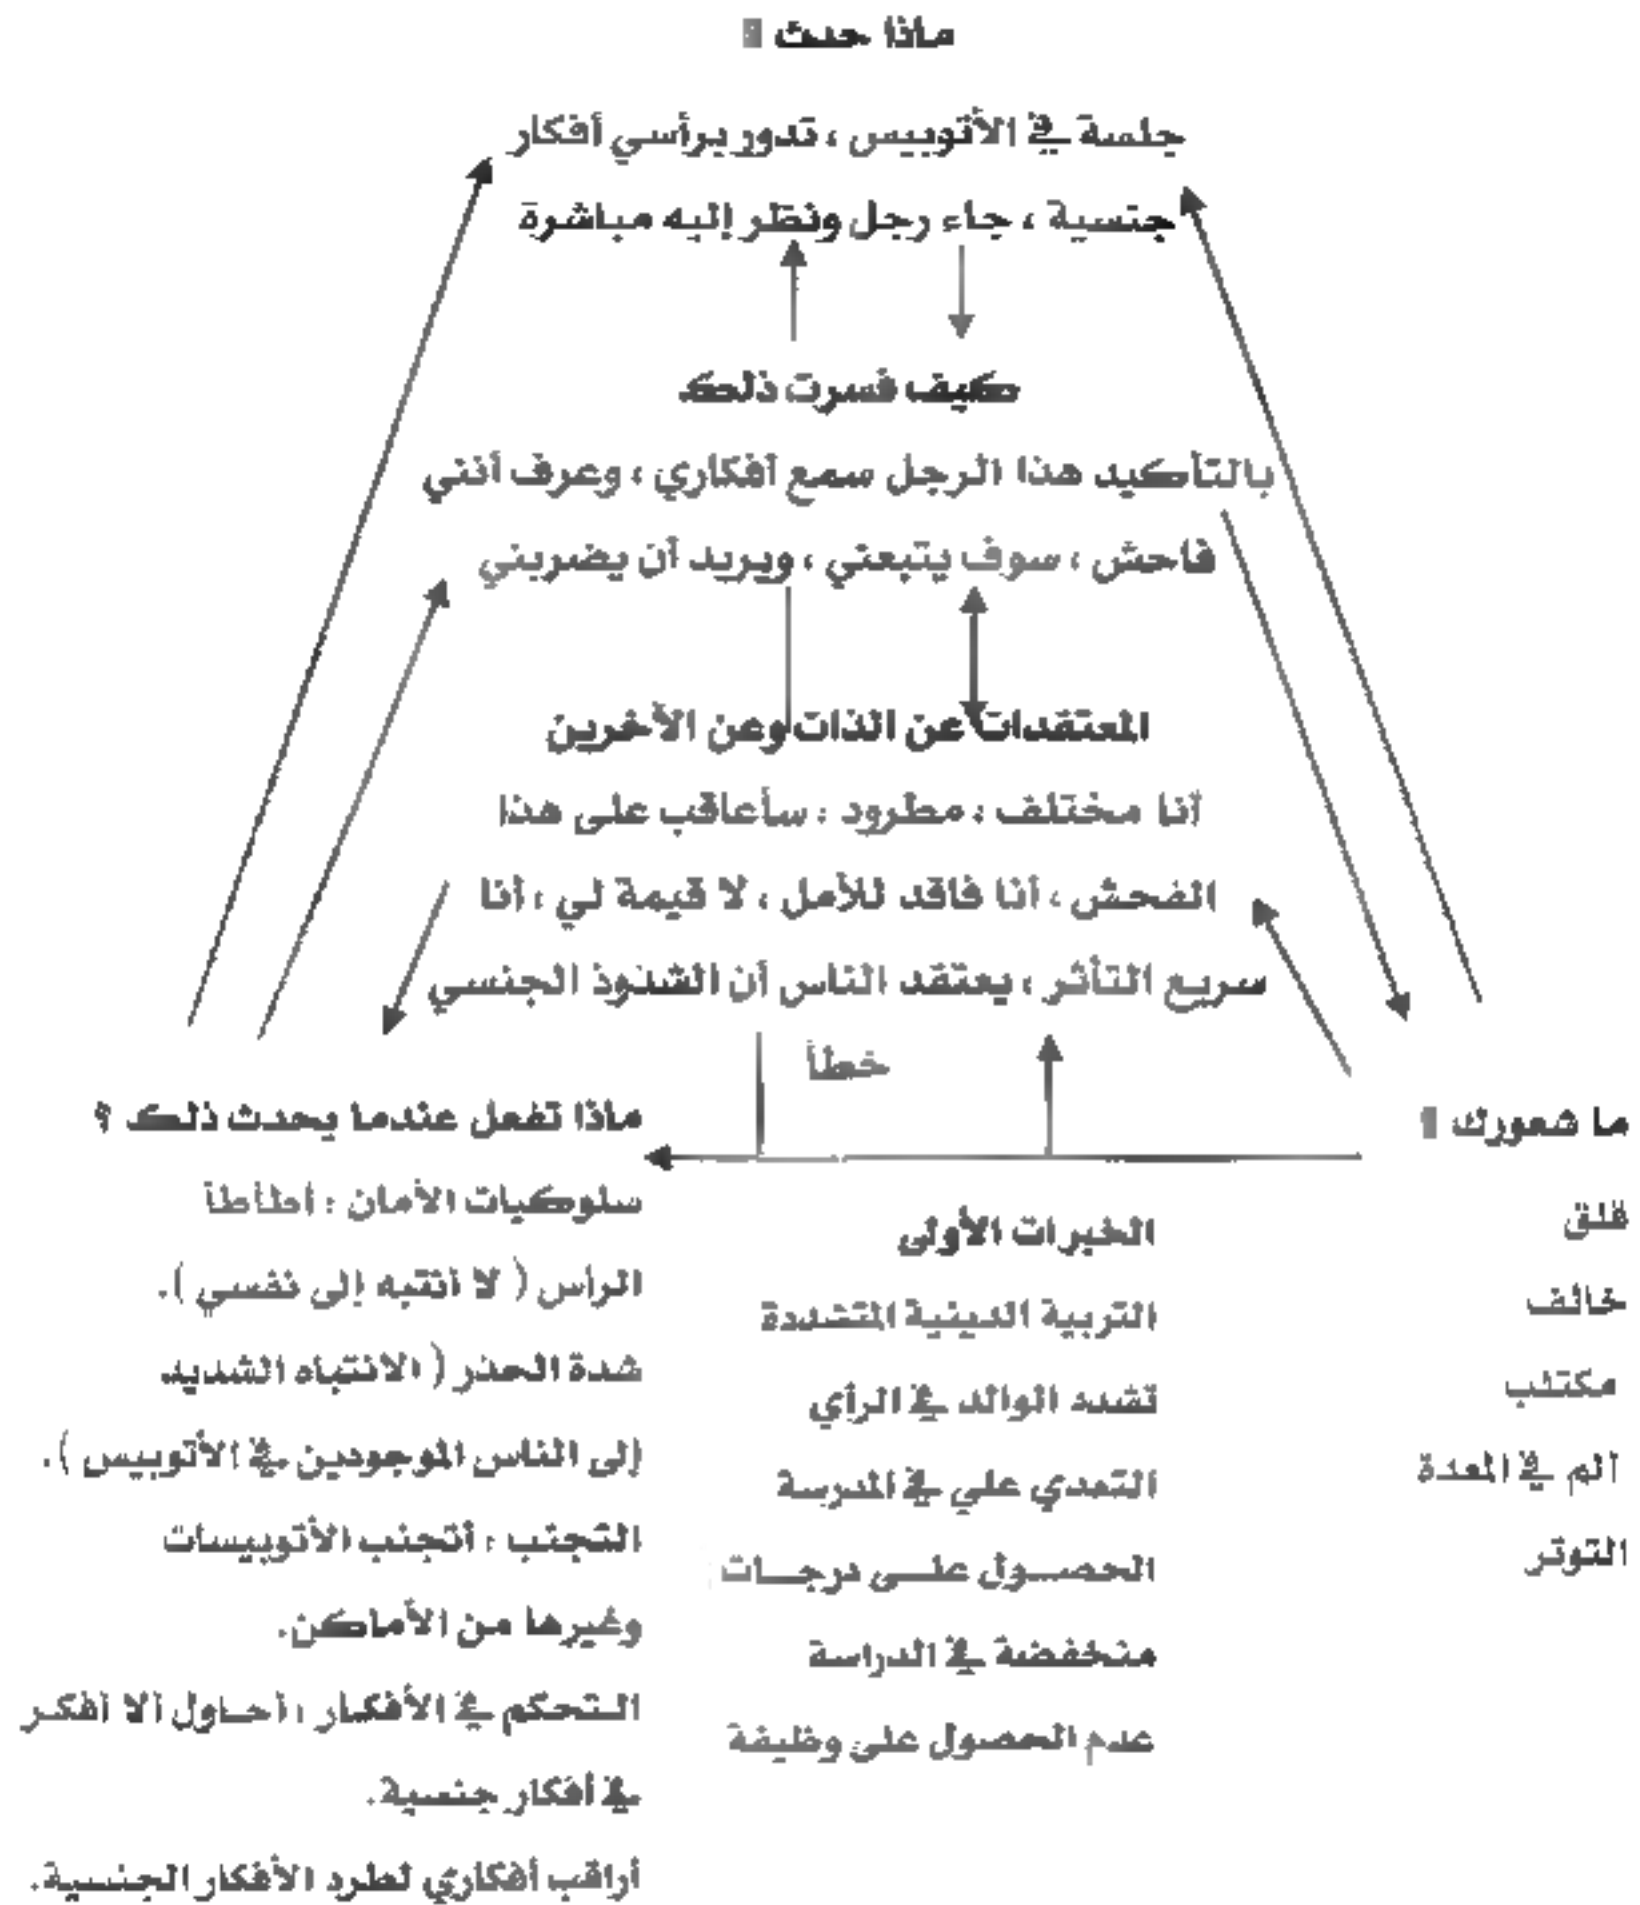 ماذا حدث ؟
جلسة في الأتوبيس ، تدور برأسي أفكار
جنسية ، جاء رجل ونظر إليه مباشرة
كيف فسرت ذلك
بالتأكيد هذا الرجل سمع أفكاري ، وعرف أنني
فاحش ، سوف يتبعني ، ويريد أن يضربني
المعتقدات عن الذات وعن الآخرين
أنا مختلف ، مطرود ، سأعاقب على هذا
الفحش ، أنا فاقد للأمل ، لا قيمة لي ، أنا
سريع التأثر ، يعتقد الناس أن الشذوذ الجنسي
خطأ
ما شعورك ؟
قلق
خائف
مكتئب
ألم في المعدة
التوتر
الخبرات الأولى
التربية الدينية المتشددة
تشدد الوالد في الرأي
التعدي علي في المدرسة
الحصول على درجات
منخفضة في الدراسة
عدم الحصول على وظيفة
ماذا تفعل عندما يحدث ذلك ؟
سلوكيات الأمان : أطأطأ
الرأس ( لا انتبه إلى نفسي ).
شدة الحذر ( الانتباه الشديد
إلى الناس الموجودين في الأتوبيس ).
التجنب : أتجنب الأتوبيسات
وغيرها من الأماكن.
التحكم في الأفكار : أحاول ألا أفكر
في أفكار جنسية.
أراقب أفكاري لطرد الأفكار الجنسية.